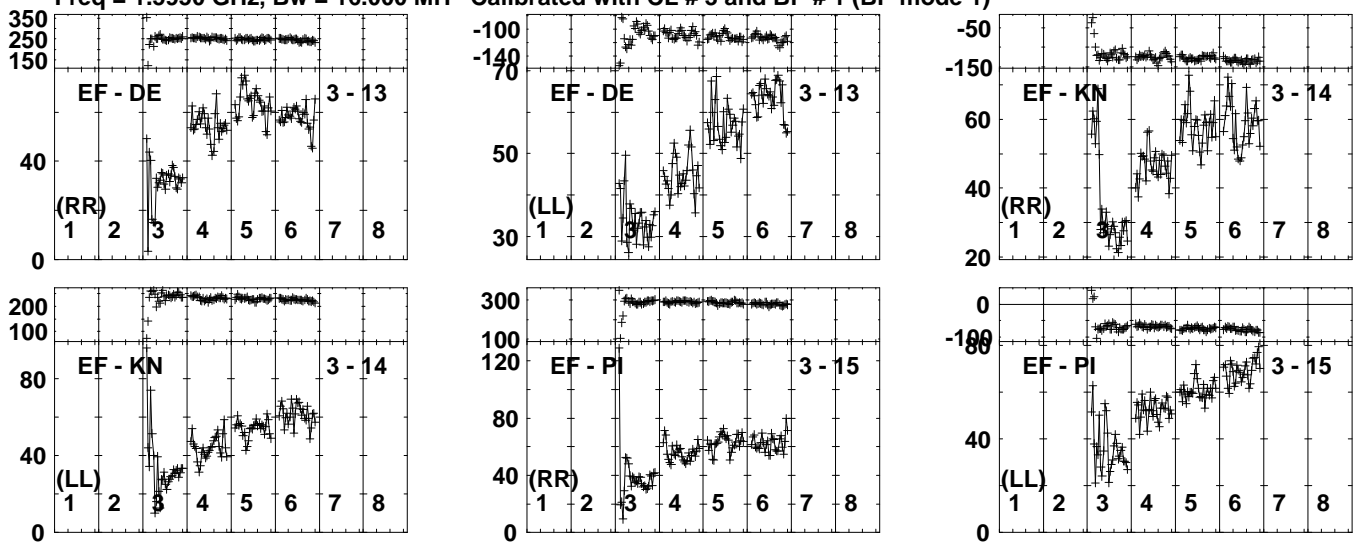 Freq = 1.5990 GHz, Bw = 16.000 MH Calibrated with CL # 3 and BP # 1 (BP mode 1)
350
250
150
EF - DE 3 - 13
40
(RR)
1 2 3 4 5 6 7 8
0
-100
-140
70
EF - DE 3 - 13
50
(LL)
30
1 2 3 4 5 6 7 8
-50
-150
EF - KN 3 - 14
60
40
(RR)
1 2 3 4 5 6 7 8
20
200
100
EF - KN 3 - 14
80
40
(LL)
1 2 3 4 5 6 7 8
0
300
100
EF - PI 3 - 15
120
80
40
(RR)
1 2 3 4 5 6 7 8
0
0
-100
80
EF - PI 3 - 15
40
(LL)
1 2 3 4 5 6 7 8
0